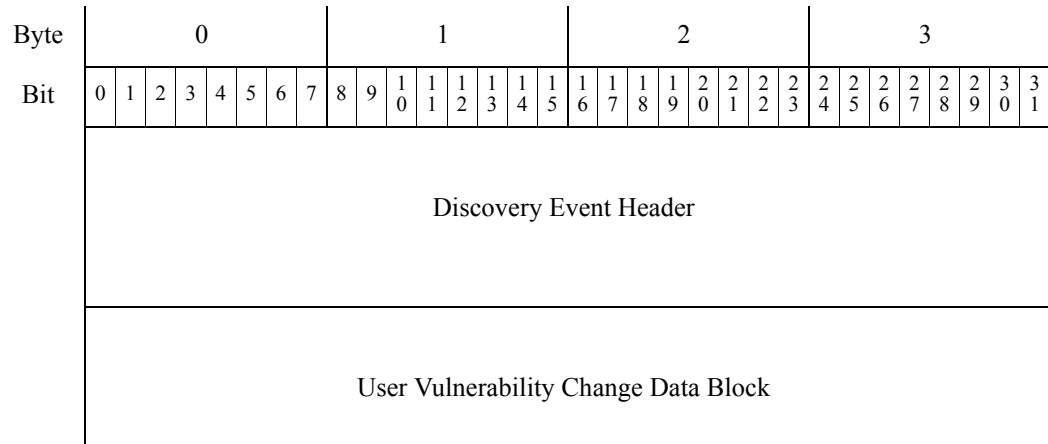 Byte 0 1 2 3
Bit 0 1 2 3 4 5 6 7 8 9 10 11 12 13 14 15 16 17 18 19 20 21 22 23 24 25 26 27 28 29 30 31
Discovery Event Header
User Vulnerability Change Data Block